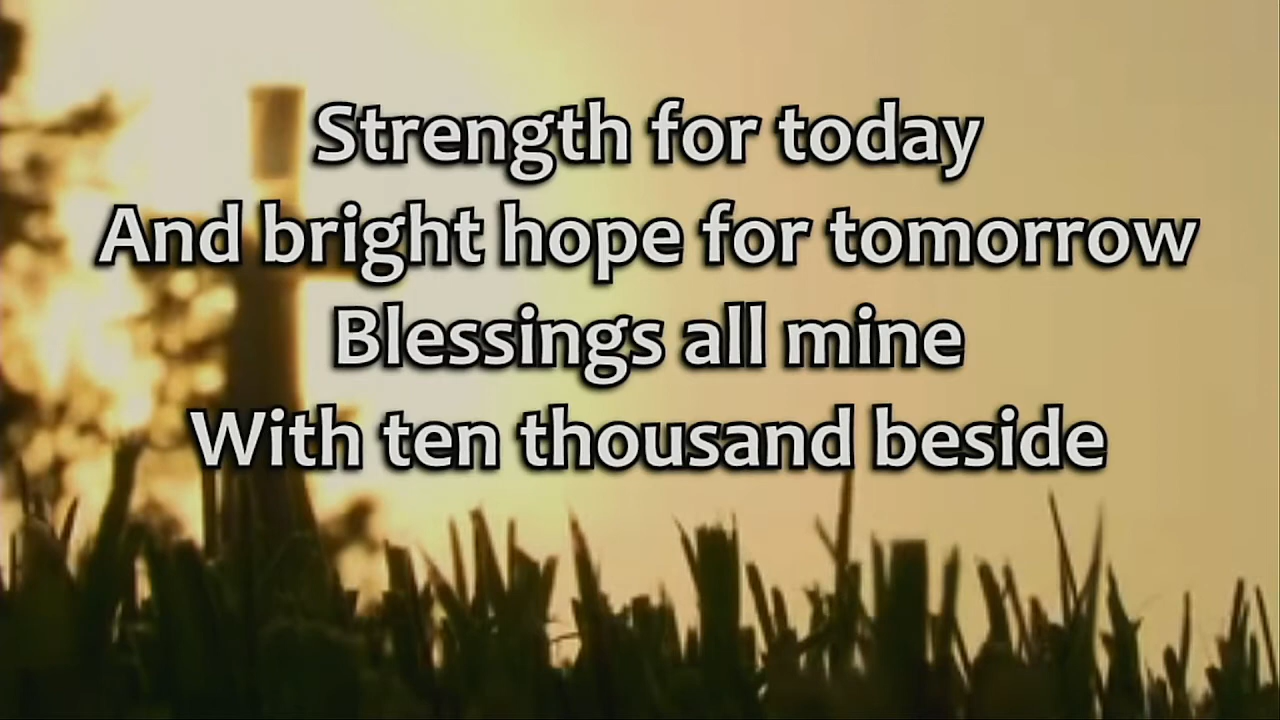 Strength for today
And bright hope for tomorrow
Blessings all mine
With ten thousand beside